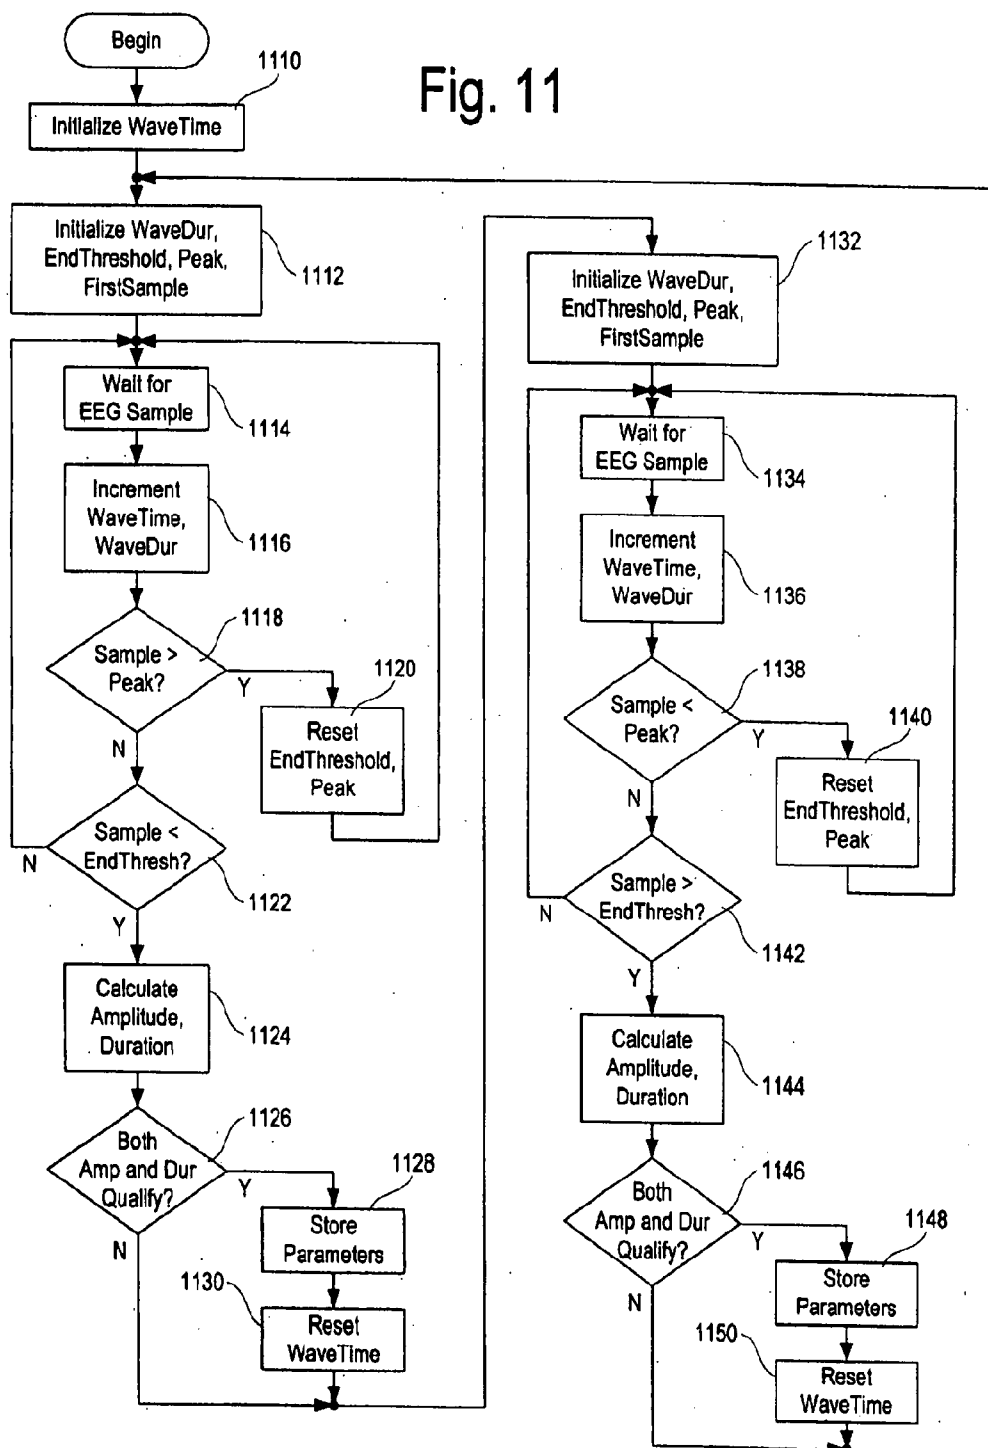 Fig. 11
Begin
1110
Initialize WaveTime
Initialize WaveDur,
EndThreshold, Peak,
FirstSample
1112
Wait for
EEG Sample
1114
Increment
WaveTime,
WaveDur
1116
Sample >
Peak?
1118
Y
N
1120
Reset
EndThreshold,
Peak
Sample <
EndThresh?
1122
N
Y
Calculate
Amplitude,
Duration
1124
Both
Amp and Dur
Qualify?
1126
Y
N
1128
Store
Parameters
1130
Reset
WaveTime
1132
Initialize WaveDur,
EndThreshold, Peak,
FirstSample
Wait for
EEG Sample
1134
Increment
WaveTime,
WaveDur
1136
Sample <
Peak?
1138
Y
N
1140
Reset
EndThreshold,
Peak
Sample >
EndThresh?
1142
N
Y
Calculate
Amplitude,
Duration
1144
Both
Amp and Dur
Qualify?
1146
Y
N
1148
Store
Parameters
1150
Reset
WaveTime